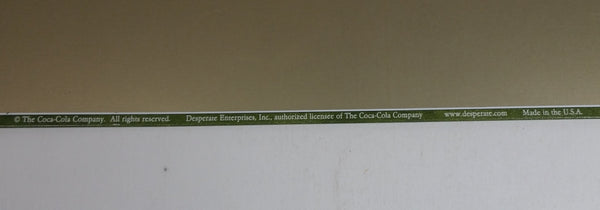 © The Coca-Cola Company. All rights reserved. Desperate Enterprises, Inc., authorized licensee of The Coca-Cola Company www.desperate.com Made in the U.S.A.